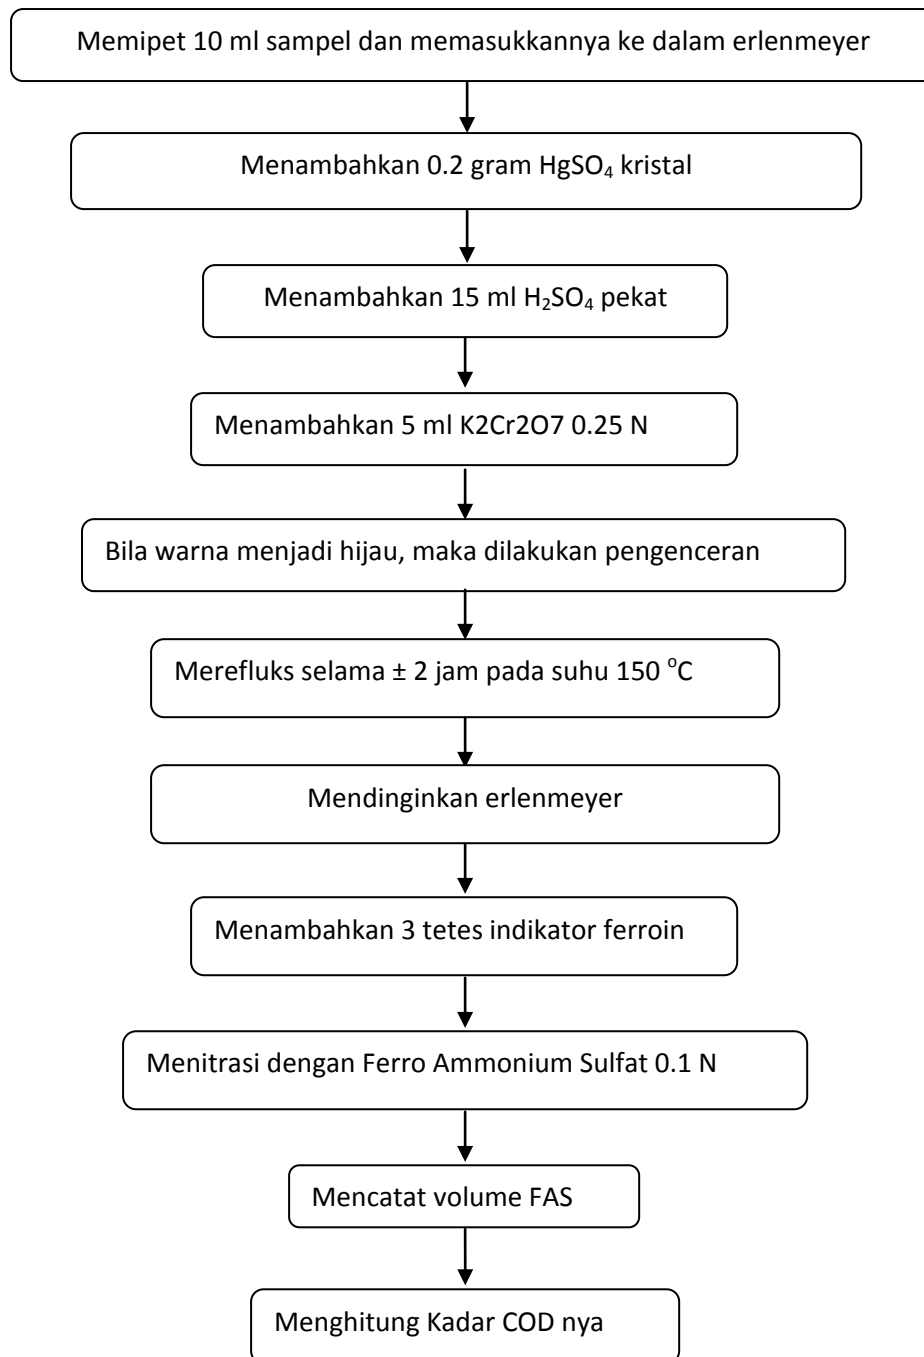 Memipet 10 ml sampel dan memasukkannya ke dalam erlenmeyer
Menambahkan 0.2 gram HgSO₄ kristal
Menambahkan 15 ml H₂SO₄ pekat
Menambahkan 5 ml K2Cr2O7 0.25 N
Bila warna menjadi hijau, maka dilakukan pengenceran
Merefluks selama ± 2 jam pada suhu 150 °C
Mendinginkan erlenmeyer
Menambahkan 3 tetes indikator ferroin
Menitrasi dengan Ferro Ammonium Sulfat 0.1 N
Mencatat volume FAS
Menghitung Kadar COD nya